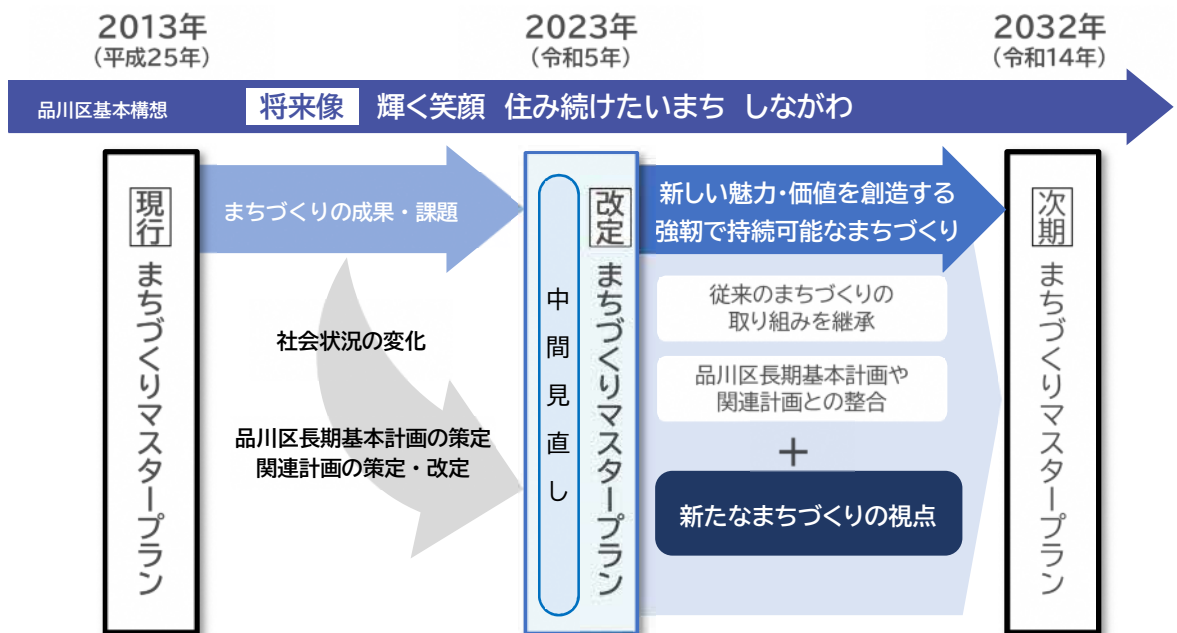 2013年
(平成25年)
2023年
(令和5年)
2032年
(令和14年)
品川区基本構想
将来像 輝く笑顔 住み続けたいまち しながわ
現行 まちづくりマスタープラン
まちづくりの成果・課題
社会状況の変化
品川区長期基本計画の策定
関連計画の策定・改定
中間見直し
改定 まちづくりマスタープラン
新しい魅力・価値を創造する
強靭で持続可能なまちづくり
従来のまちづくりの
取り組みを継承
品川区長期基本計画や
関連計画との整合
＋
新たなまちづくりの視点
次期 まちづくりマスタープラン